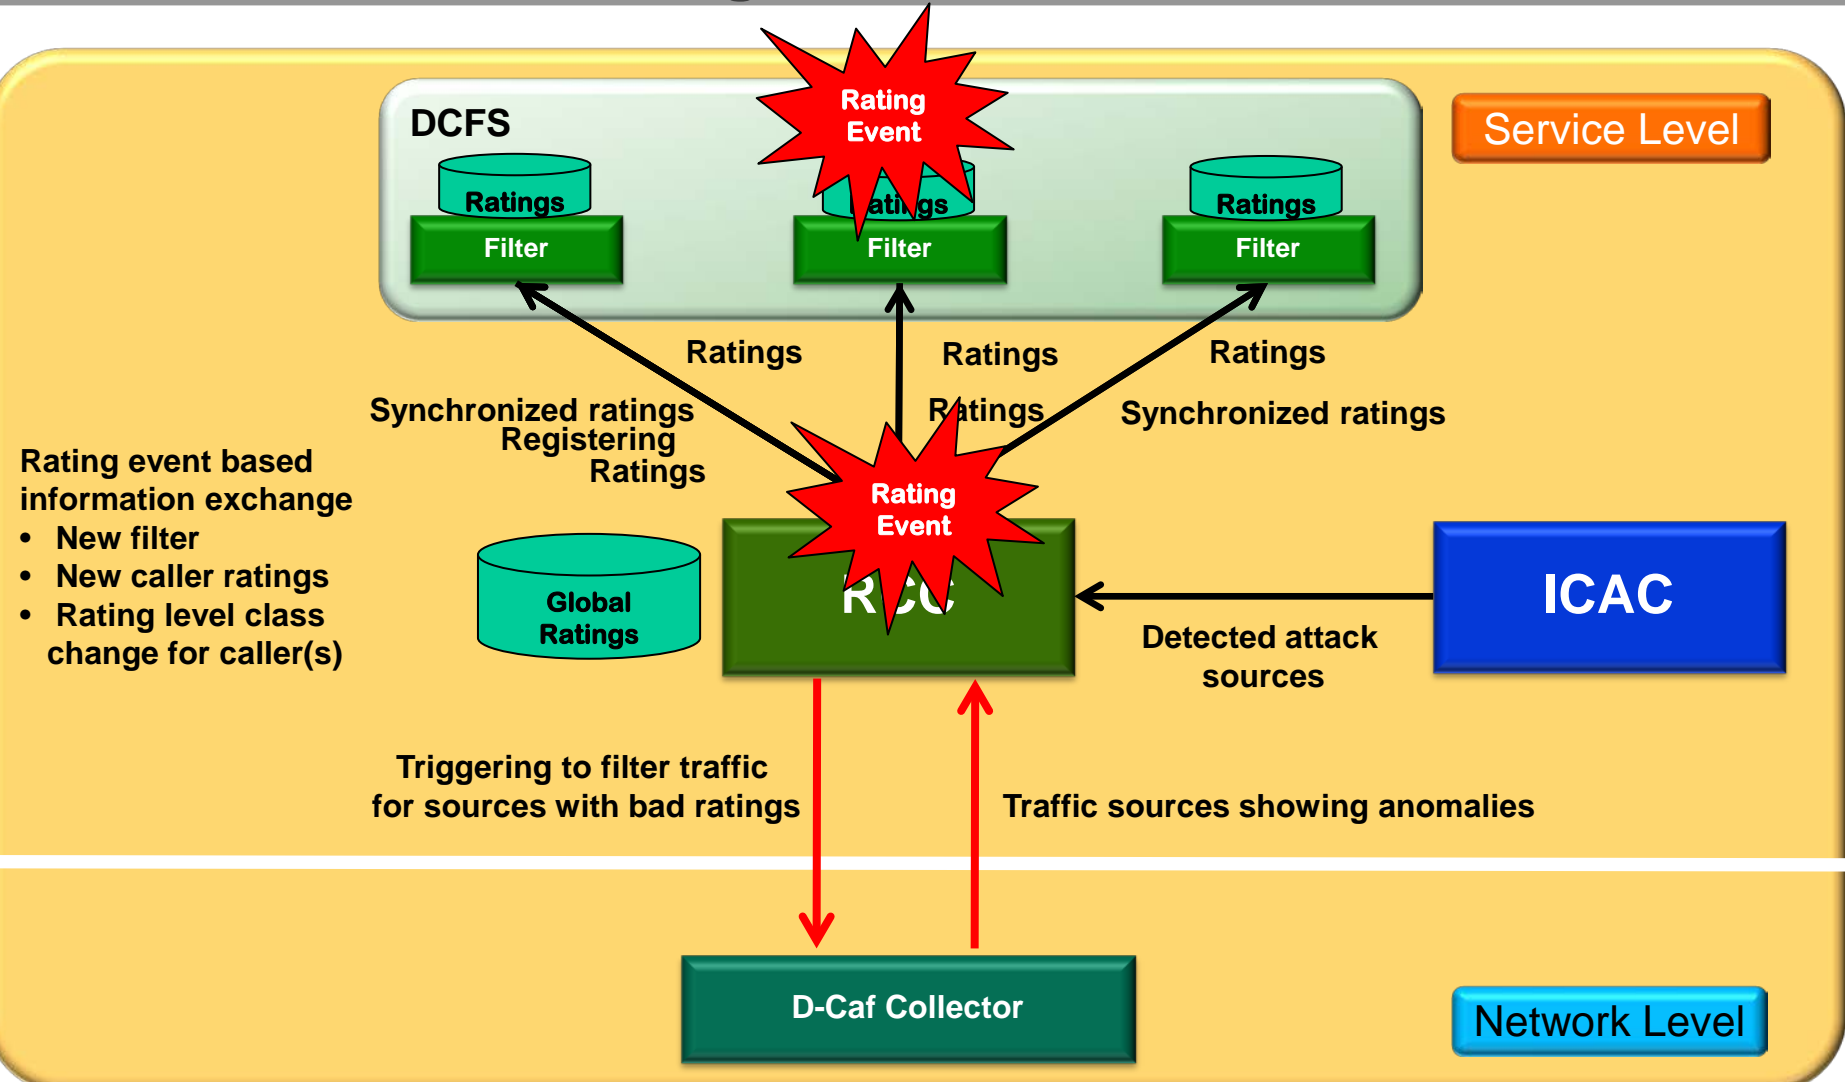 Rating
Event
DCFS
Service Level
Ratings
Ratings
Ratings
Filter
Filter
Filter
Ratings
Ratings
Ratings
Synchronized ratings
Ratings
Synchronized ratings
Registering
Ratings
Rating event based
information exchange
• New filter
• New caller ratings
• Rating level class
change for caller(s)
Rating
Event
Global
Ratings
RCC
ICAC
Detected attack
sources
Triggering to filter traffic
for sources with bad ratings
Traffic sources showing anomalies
D-Caf Collector
Network Level